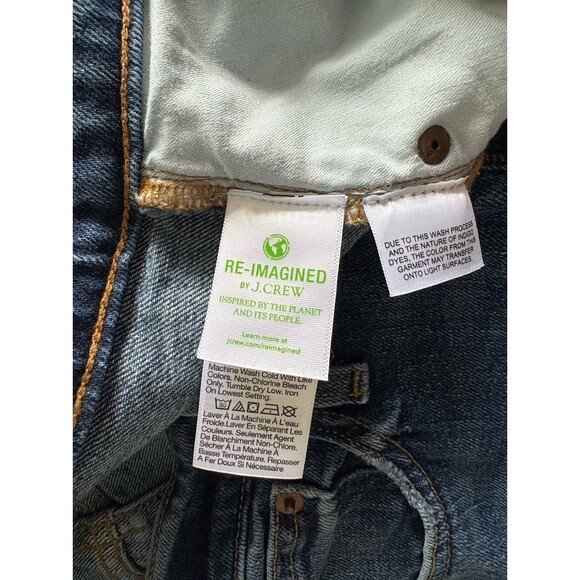 RE-IMAGINED
BY J.CREW
INSPIRED BY THE PLANET
AND ITS PEOPLE.
Learn more at
jcrew.com/reimagined
Machine Wash Cold With Like
Colors. Non-Chlorine Bleach
Only. Tumble Dry Low. Iron
On Lowest Setting.
Laver À La Machine À L'eau
Froide.Laver En Séparant Les
Couleurs. Seulement Agent
De Blanchiment Non-Chlore.
Sécher À La Machine À
Basse Température. Repasser
A Fer Doux Si Nécessaire
DUE TO THIS WASH PROCESS
AND THE NATURE OF INDIGO
DYES, THE COLOR FROM THIS
GARMENT MAY TRANSFER
ONTO LIGHT SURFACES.